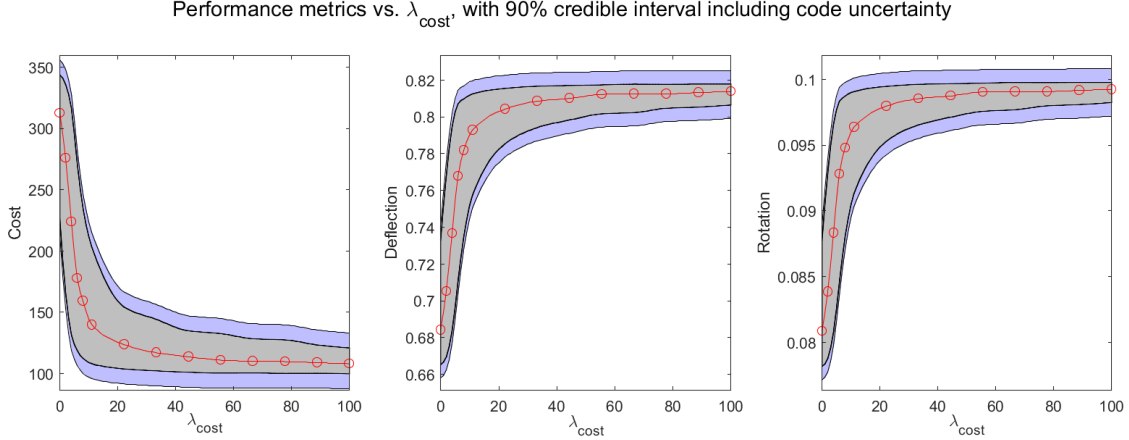 Performance metrics vs. λcost, with 90% credible interval including code uncertainty
350
300
250
200
150
100
Cost
0 20 40 60 80 100
λcost
0.82
0.8
0.78
0.76
0.74
0.72
0.7
0.68
0.66
Deflection
0 20 40 60 80 100
λcost
0.1
0.095
0.09
0.085
0.08
Rotation
0 20 40 60 80 100
λcost